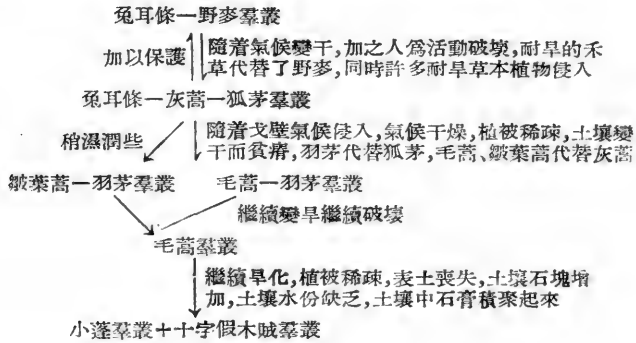 兔耳條—野麥羣叢
加以保護
隨着氣候變干,加之人爲活動破壞,耐旱的禾
草代替了野麥,同時許多耐旱草本植物侵入
兔耳條—灰蒿—狐茅羣叢
稍濕潤些
隨着戈壁氣候侵入,氣候干燥,植被稀疎,土壤變
干而貧瘠,羽茅代替狐茅,毛蒿、皺葉蒿代替灰蒿
皺葉蒿—羽茅羣叢 毛蒿—羽茅羣叢
繼續變旱繼續破壞
毛蒿羣叢
繼續旱化,植被稀疎,表土喪失,土壤石塊增
加,土壤水份缺乏,土壤中石膏積聚起來
小蓬羣叢+十字假木賊羣叢